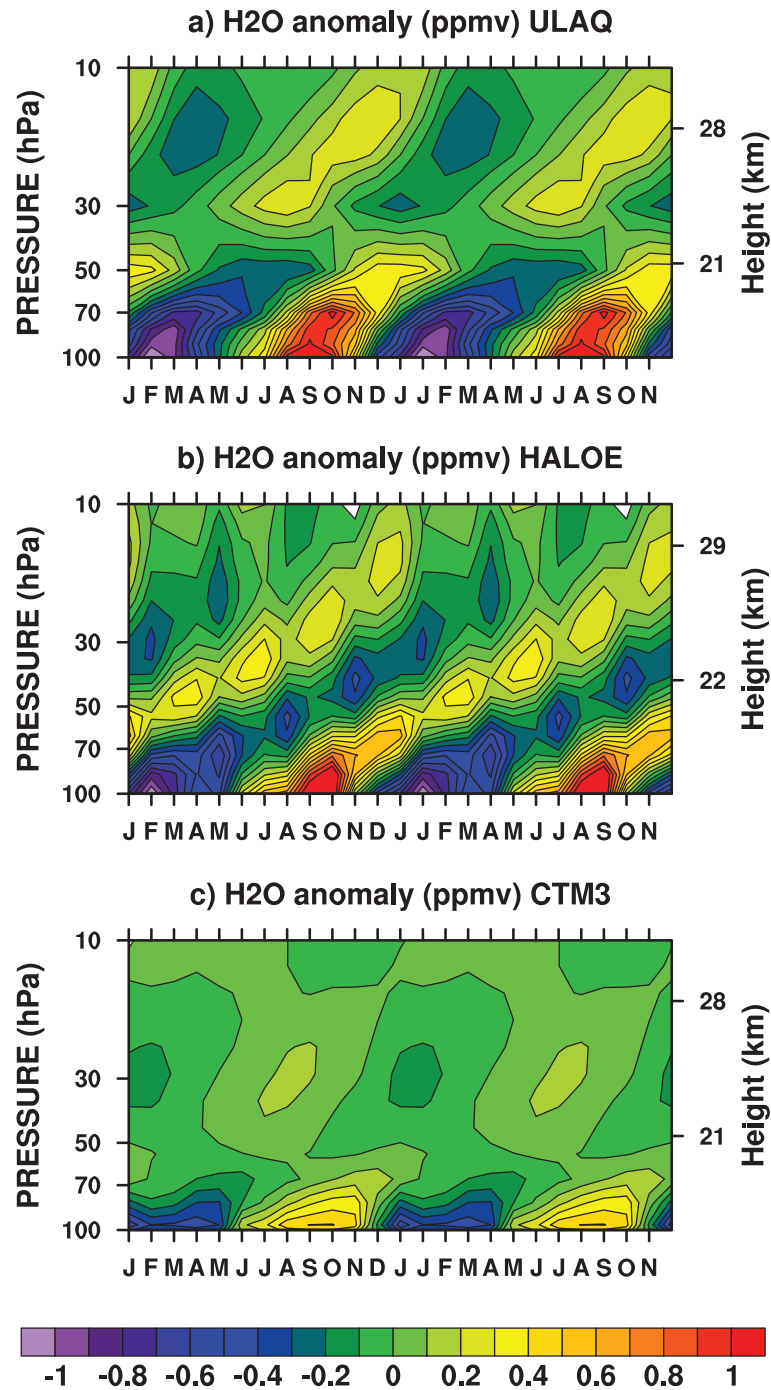 a) H2O anomaly (ppmv) ULAQ
10
30
50
70
100
PRESSURE (hPa)
28
21
Height (km)
J F M A M J J A S O N D J J F M A M J J A S O N
b) H2O anomaly (ppmv) HALOE
10
30
50
70
100
PRESSURE (hPa)
29
22
Height (km)
J F M A M J J A S O N D J J F M A M J J A S O N
c) H2O anomaly (ppmv) CTM3
10
30
50
70
100
PRESSURE (hPa)
28
21
Height (km)
J F M A M J J A S O N D J J F M A M J J A S O N
-1 -0.8 -0.6 -0.4 -0.2 0 0.2 0.4 0.6 0.8 1